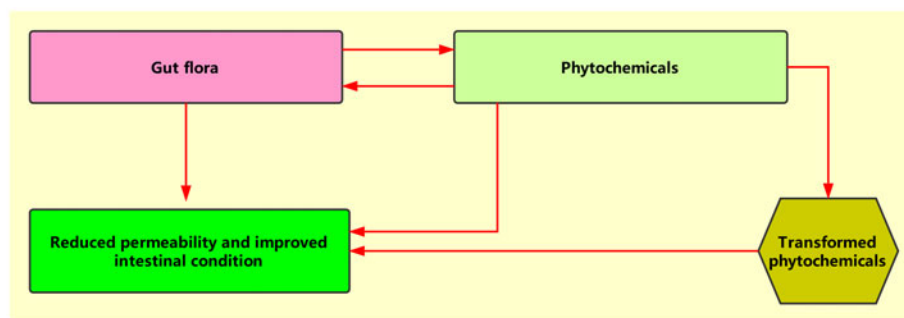 Gut flora
Phytochemicals
Reduced permeability and improved
intestinal condition
Transformed
phytochemicals